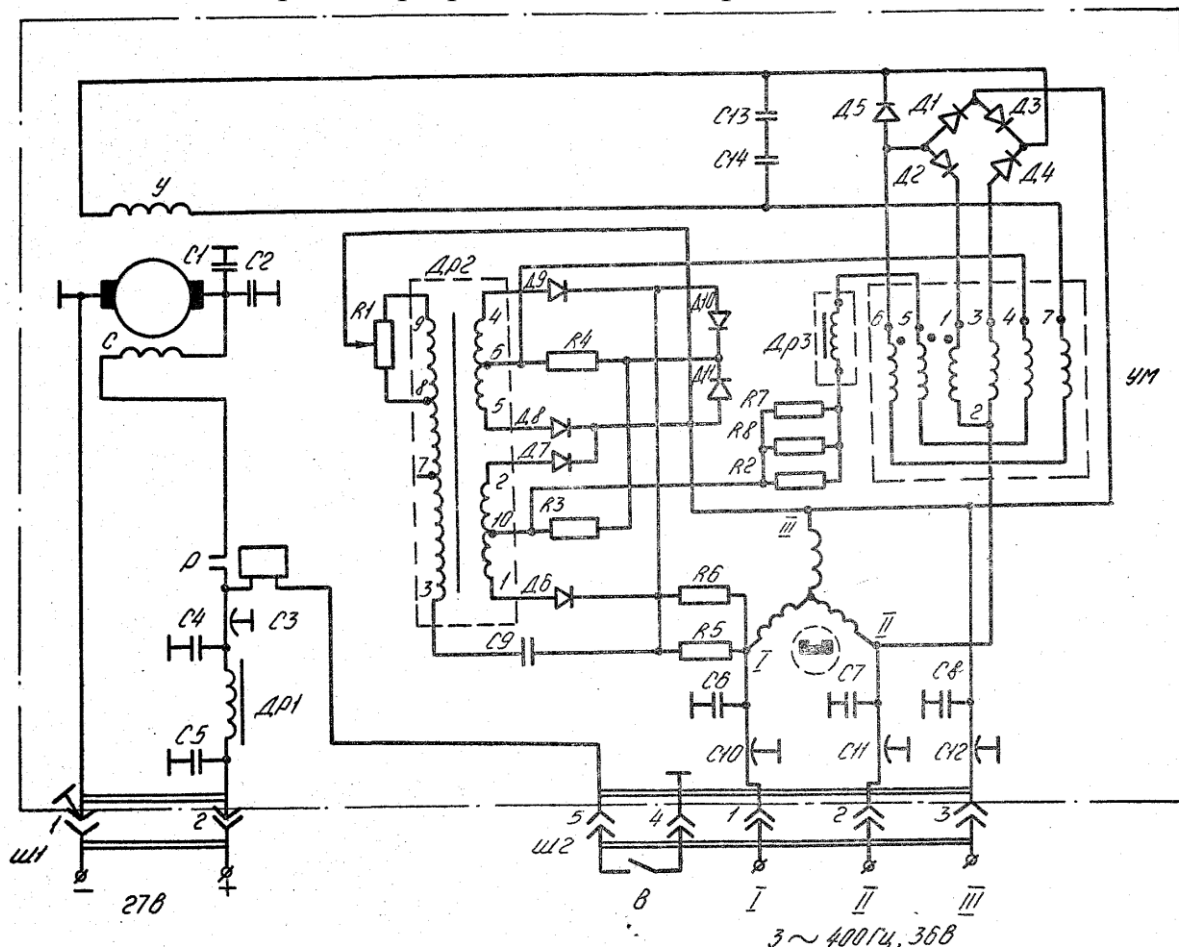 У
С13
С14
Д5
Д1
Д3
Д2
Д4
С1
С2
С
R1
Др2
9
8
7
3
4
6
5
2
10
1
Д9
R4
Д8
Д7
R3
Д6
С9
Д10
Д11
Др3
R7
R8
R2
6
5
1
3
4
7
2
УМ
III
R6
R5
I
II
Р
С4
С3
Др1
С5
С6
С7
С8
С10
С11
С12
1
2
Ш1
−
+
27В
5
4
1
2
3
Ш2
В
I
II
III
3 ~ 400Гц, 36В